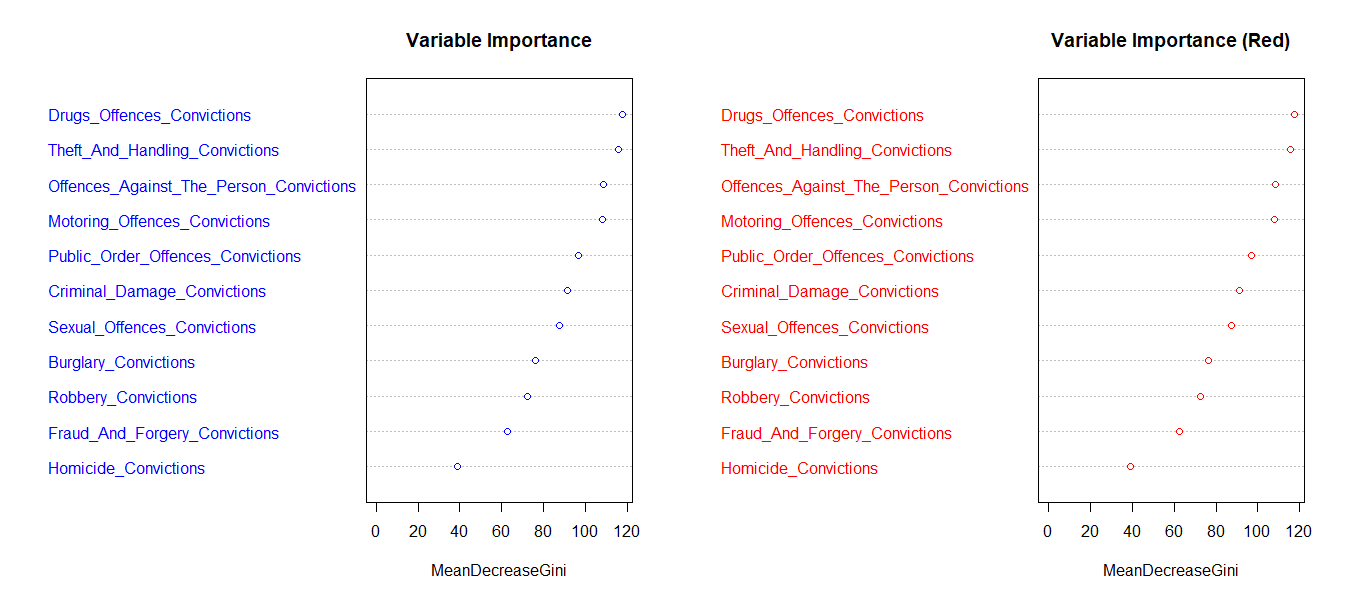 Variable Importance
Drugs_Offences_Convictions
Theft_And_Handling_Convictions
Offences_Against_The_Person_Convictions
Motoring_Offences_Convictions
Public_Order_Offences_Convictions
Criminal_Damage_Convictions
Sexual_Offences_Convictions
Burglary_Convictions
Robbery_Convictions
Fraud_And_Forgery_Convictions
Homicide_Convictions
0 20 40 60 80 100 120
MeanDecreaseGini
Variable Importance (Red)
Drugs_Offences_Convictions
Theft_And_Handling_Convictions
Offences_Against_The_Person_Convictions
Motoring_Offences_Convictions
Public_Order_Offences_Convictions
Criminal_Damage_Convictions
Sexual_Offences_Convictions
Burglary_Convictions
Robbery_Convictions
Fraud_And_Forgery_Convictions
Homicide_Convictions
0 20 40 60 80 100 120
MeanDecreaseGini